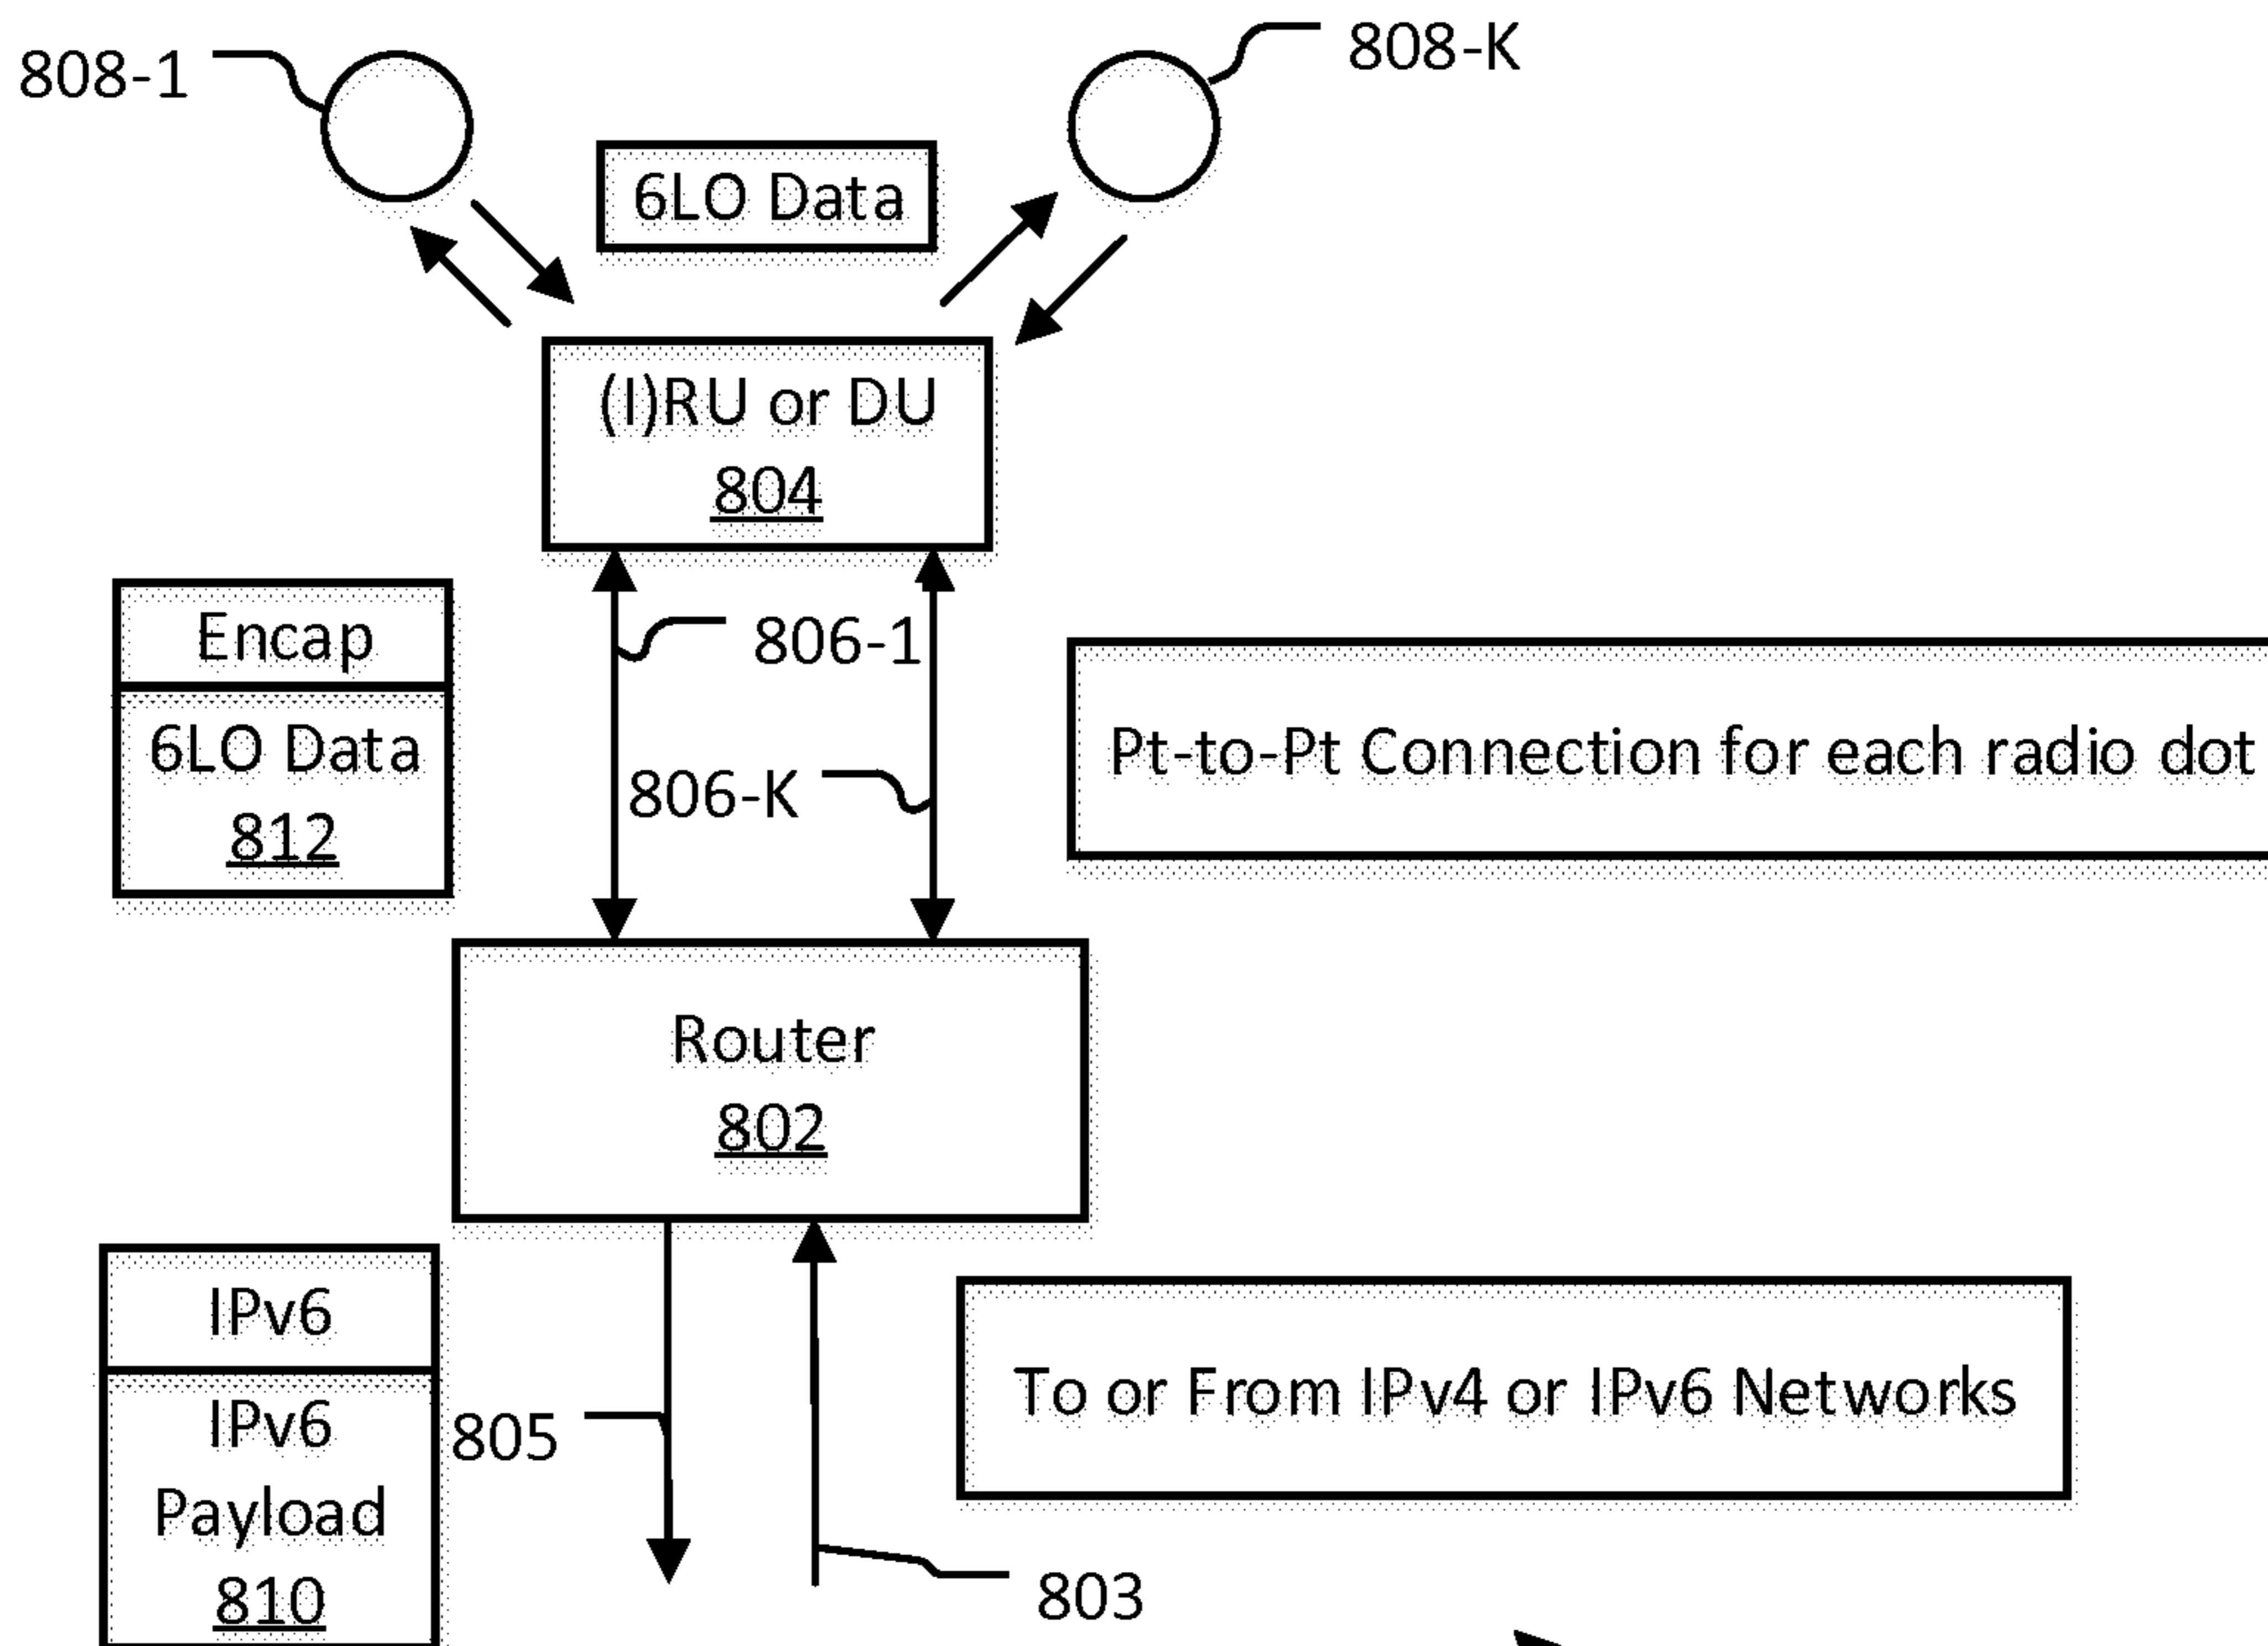 808-1
808-K
6LO Data
(I)RU or DU
804
Encap
6LO Data
812
806-1
806-K
Pt-to-Pt Connection for each radio dot
Router
802
IPv6
IPv6
Payload
810
805
To or From IPv4 or IPv6 Networks
803